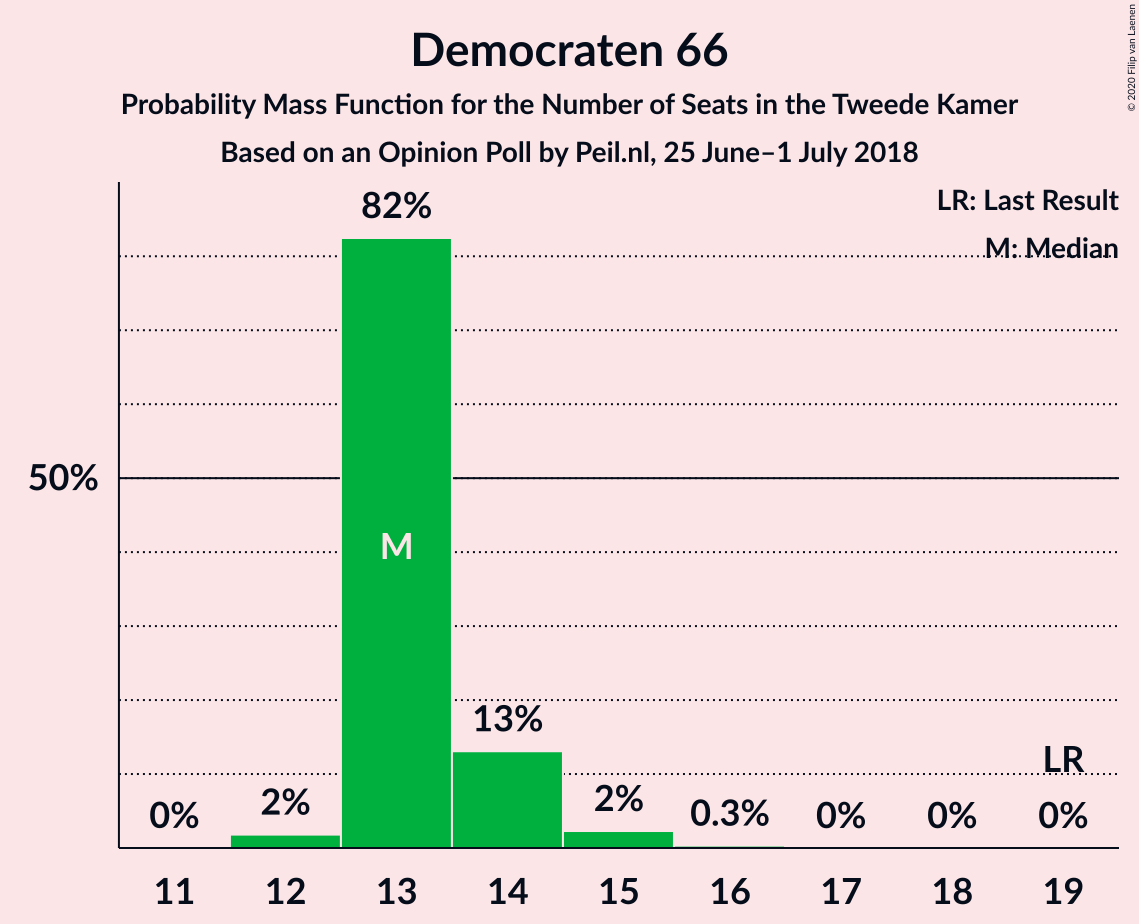 Democraten 66
Probability Mass Function for the Number of Seats in the Tweede Kamer
Based on an Opinion Poll by Peil.nl, 25 June–1 July 2018
© 2020 Filip van Laenen
LR: Last Result
M: Median
82%
50%
M
13%
LR
0% 2% 2% 0.3% 0% 0% 0%
11 12 13 14 15 16 17 18 19